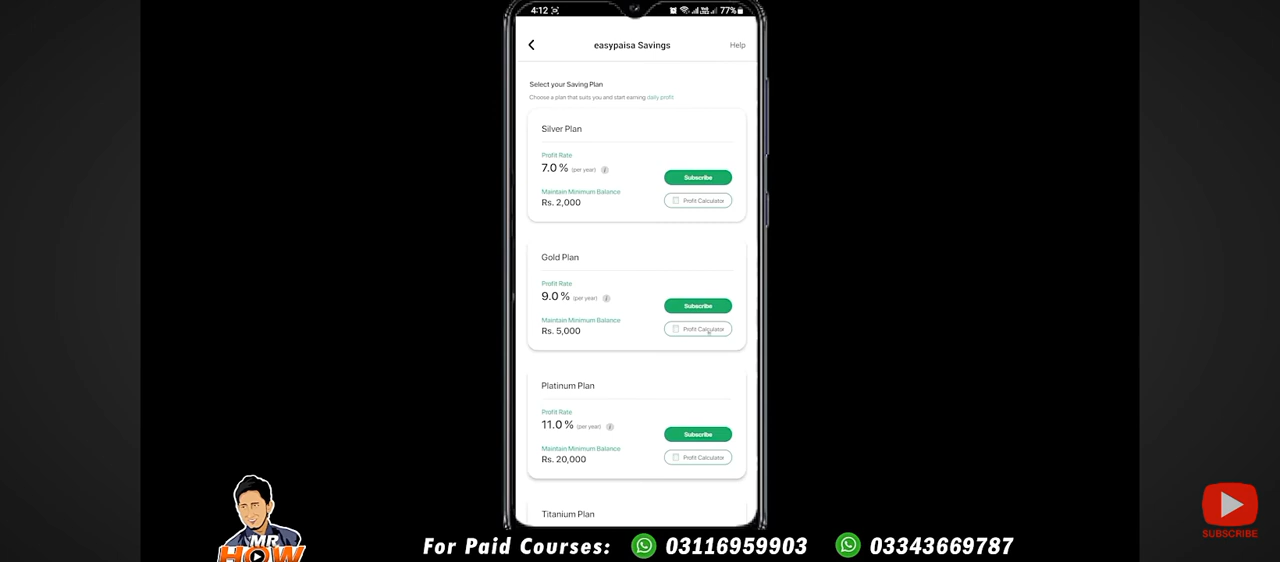 4:12
77%
easypaisa Savings
Help
Select your Saving Plan
Choose a plan that suits you and start earning daily profit
Silver Plan
Profit Rate
7.0 % (per year)
Subscribe
Maintain Minimum Balance
Rs. 2,000
Profit Calculator
Gold Plan
Profit Rate
9.0 % (per year)
Subscribe
Maintain Minimum Balance
Rs. 5,000
Profit Calculator
Platinum Plan
Profit Rate
11.0 % (per year)
Subscribe
Maintain Minimum Balance
Rs. 20,000
Profit Calculator
Titanium Plan
MR
HOW
For Paid Courses: 03116959903 03343669787
SUBSCRIBE